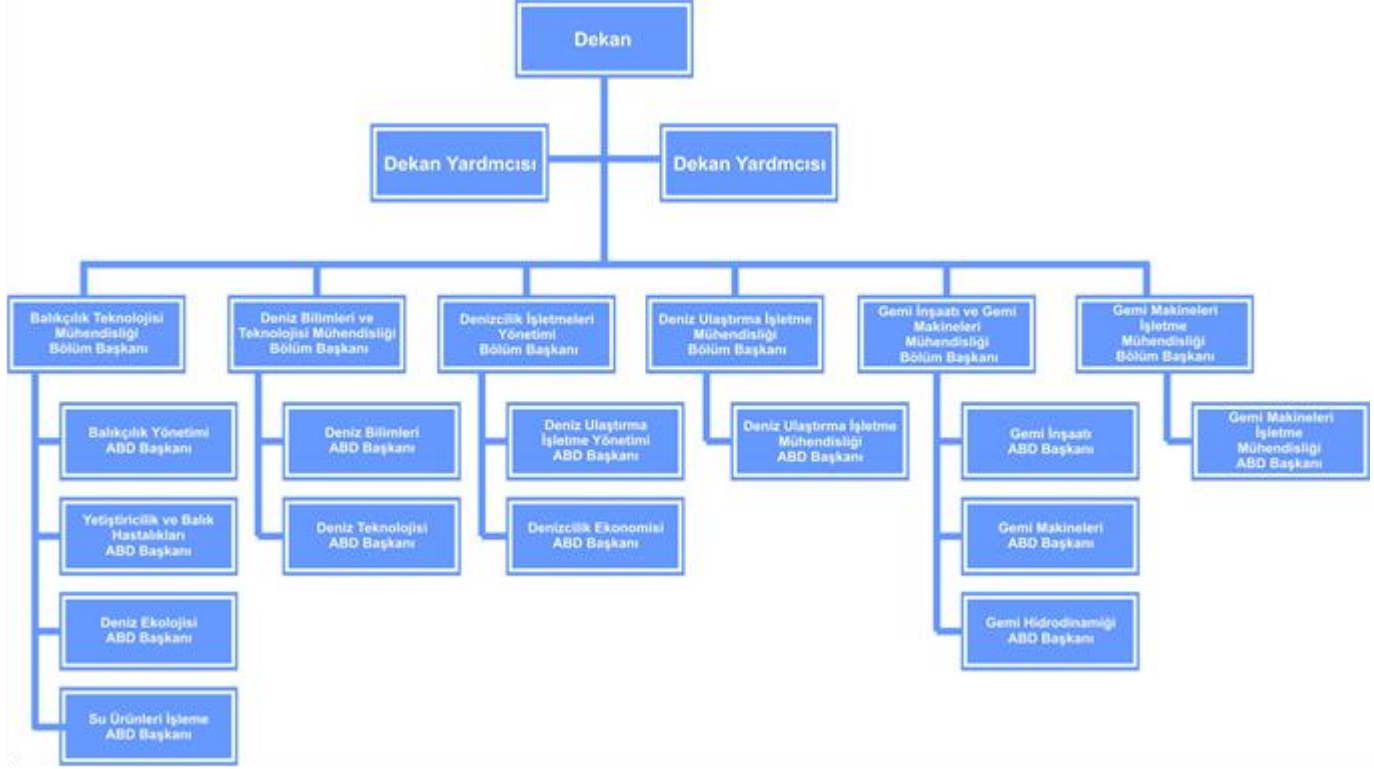 Dekan
Dekan Yardmcısı
Dekan Yardmcısı
Balıkçılık Teknolojisi
Mühendisliği
Bölüm Başkanı
Deniz Bilimleri ve
Teknolojisi Mühendisliği
Bölüm Başkanı
Denizcilik İşletmeleri
Yönetimi
Bölüm Başkanı
Deniz Ulaştırma İşletme
Mühendisliği
Bölüm Başkanı
Gemi İnşaatı ve Gemi
Makineleri
Mühendisliği
Bölüm Başkanı
Gemi Makineleri
İşletme
Mühendisliği
Bölüm Başkanı
Balıkçılık Yönetimi
ABD Başkanı
Yetiştiricilik ve Balık
Hastalıkları
ABD Başkanı
Deniz Ekolojisi
ABD Başkanı
Su Ürünleri İşleme
ABD Başkanı
Deniz Bilimleri
ABD Başkanı
Deniz Teknolojisi
ABD Başkanı
Deniz Ulaştırma
İşletme Yönetimi
ABD Başkanı
Denizcilik Ekonomisi
ABD Başkanı
Deniz Ulaştırma İşletme
Mühendisliği
ABD Başkanı
Gemi İnşaatı
ABD Başkanı
Gemi Makineleri
ABD Başkanı
Gemi Hidrodinamiği
ABD Başkanı
Gemi Makineleri
İşletme
Mühendisliği
ABD Başkanı